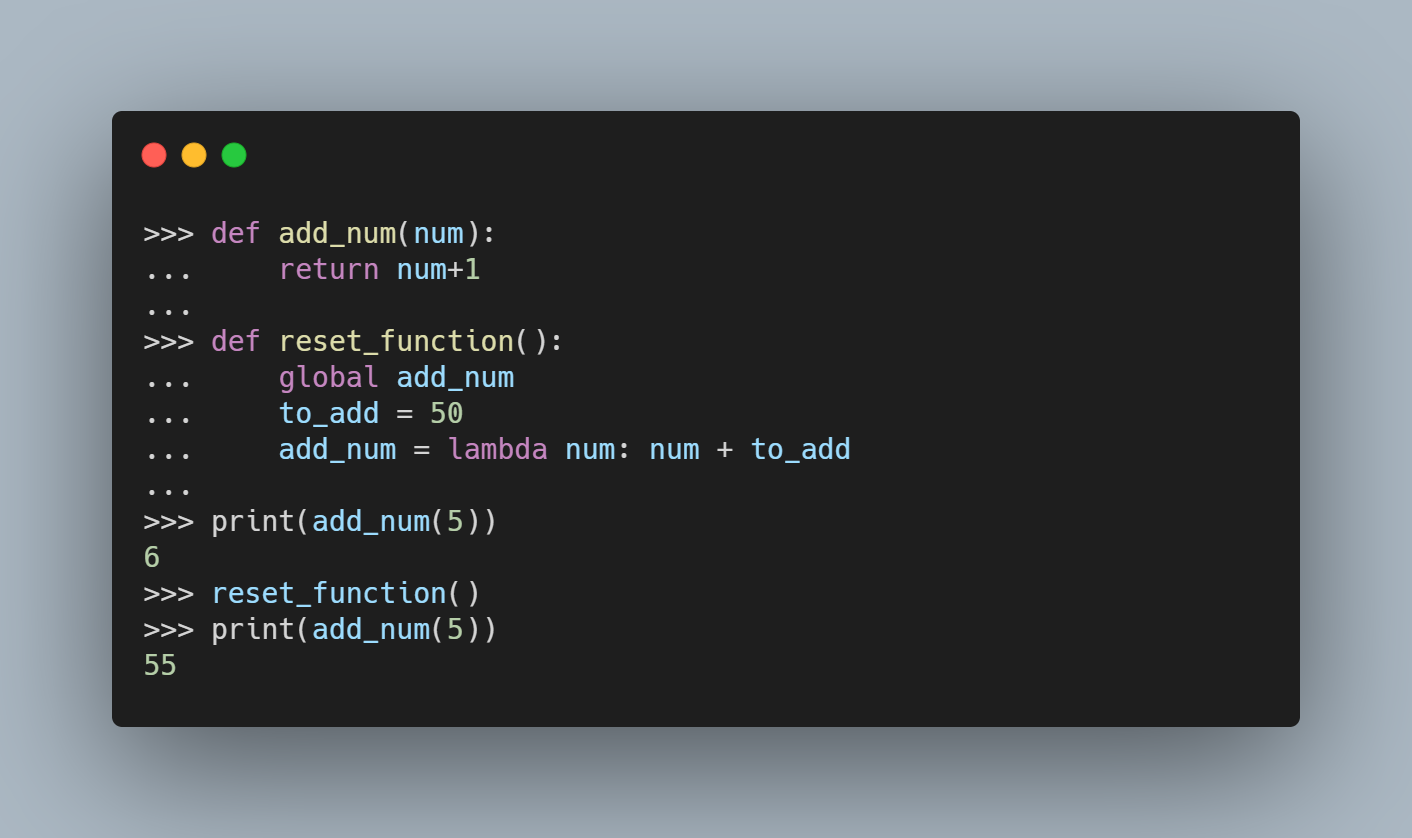 >>> def add_num(num):
...     return num+1
...
>>> def reset_function():
...     global add_num
...     to_add = 50
...     add_num = lambda num: num + to_add
...
>>> print(add_num(5))
6
>>> reset_function()
>>> print(add_num(5))
55